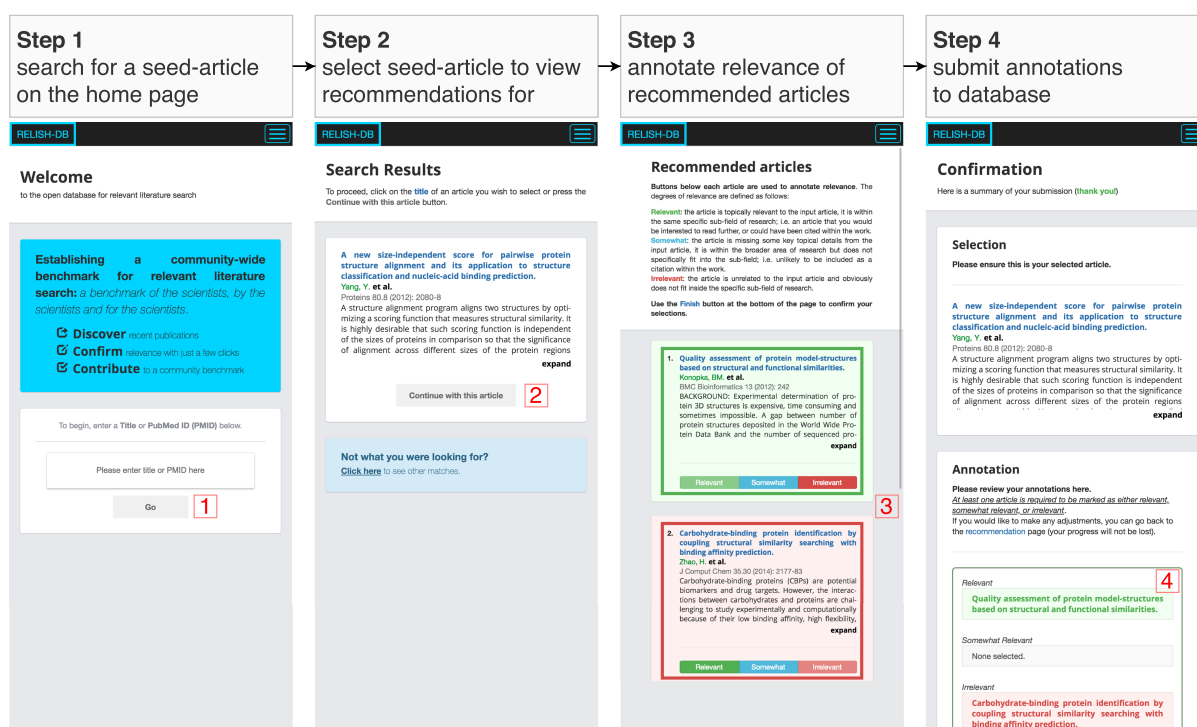 Step 1
search for a seed-article
on the home page
RELISH-DB
Welcome
to the open database for relevant literature search
Establishing a community-wide
benchmark for relevant literature
search: a benchmark of the scientists, by the
scientists and for the scientists.
Discover recent publications
Confirm relevance with just a few clicks
Contribute to a community benchmark
To begin, enter a Title or PubMed ID (PMID) below.
Please enter title or PMID here
Go
1
Step 2
select seed-article to view
recommendations for
RELISH-DB
Search Results
To proceed, click on the title of an article you wish to select or press the
Continue with this article button.
A new size-independent score for pairwise protein
structure alignment and its application to structure
classification and nucleic-acid binding prediction.
Yang, Y. et al.
Proteins 80.8 (2012): 2080-8
A structure alignment program aligns two structures by opti-
mizing a scoring function that measures structural similarity. It
is highly desirable that such scoring function is independent
of the sizes of proteins in comparison so that the significance
of alignment across different sizes of the protein regions
expand
Continue with this article
2
Not what you were looking for?
Click here to see other matches.
Step 3
annotate relevance of
recommended articles
RELISH-DB
Recommended articles
Buttons below each article are used to annotate relevance. The
degrees of relevance are defined as follows:
Relevant: the article is topically relevant to the input article, it is within
the same specific sub-field of research; i.e. an article that you would
be interested to read further, or could have been cited within the work.
Somewhat: the article is missing some key topical details from the
input article, it is within the broader area of research but does not
specifically fit into the sub-field; i.e. unlikely to be included as a
citation within the work.
Irrelevant: the article is unrelated to the input article and obviously
does not fit inside the specific sub-field of research.
Use the Finish button at the bottom of the page to confirm your
selections.
1. Quality assessment of protein model-structures
based on structural and functional similarities.
Konopka, BM. et al.
BMC Bioinformatics 13 (2012): 242
BACKGROUND: Experimental determination of pro-
tein 3D structures is expensive, time consuming and
sometimes impossible. A gap between number of
protein structures deposited in the World Wide Pro-
tein Data Bank and the number of sequenced pro-
expand
Relevant Somewhat Irrelevant
3
2. Carbohydrate-binding protein identification by
coupling structural similarity searching with
binding affinity prediction.
Zhao, H. et al.
J Comput Chem 35.30 (2014): 2177-83
Carbohydrate-binding proteins (CBPs) are potential
biomarkers and drug targets. However, the interac-
tions between carbohydrates and proteins are chal-
lenging to study experimentally and computationally
because of their low binding affinity, high flexibility,
expand
Relevant Somewhat Irrelevant
Step 4
submit annotations
to database
RELISH-DB
Confirmation
Here is a summary of your submission (thank you!)
Selection
Please ensure this is your selected article.
A new size-independent score for pairwise protein
structure alignment and its application to structure
classification and nucleic-acid binding prediction.
Yang, Y. et al.
Proteins 80.8 (2012): 2080-8
A structure alignment program aligns two structures by opti-
mizing a scoring function that measures structural similarity. It
is highly desirable that such scoring function is independent
of the sizes of proteins in comparison so that the significance
of alignment across different sizes of the protein regions
expand
Annotation
Please review your annotations here.
At least one article is required to be marked as either relevant,
somewhat relevant, or irrelevant.
If you would like to make any adjustments, you can go back to
the recommendation page (your progress will not be lost).
4
Relevant
Quality assessment of protein model-structures
based on structural and functional similarities.
Somewhat Relevant
None selected.
Irrelevant
Carbohydrate-binding protein identification by
coupling structural similarity searching with
binding affinity prediction.